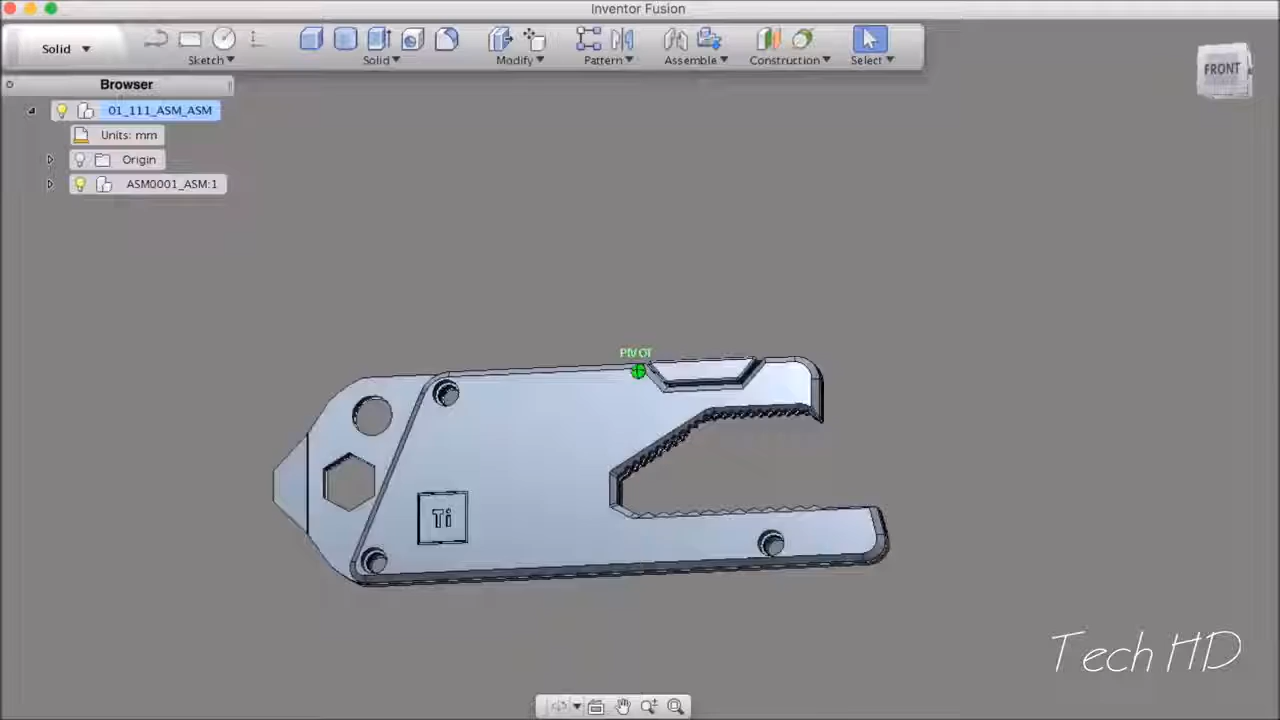 Inventor Fusion
Solid
Sketch
Solid
Modify
Pattern
Assemble
Construction
Select
Browser
FRONT
01_111_ASM_ASM
Units: mm
Origin
ASM0001_ASM:1
PIVOT
Ti
Tech HD